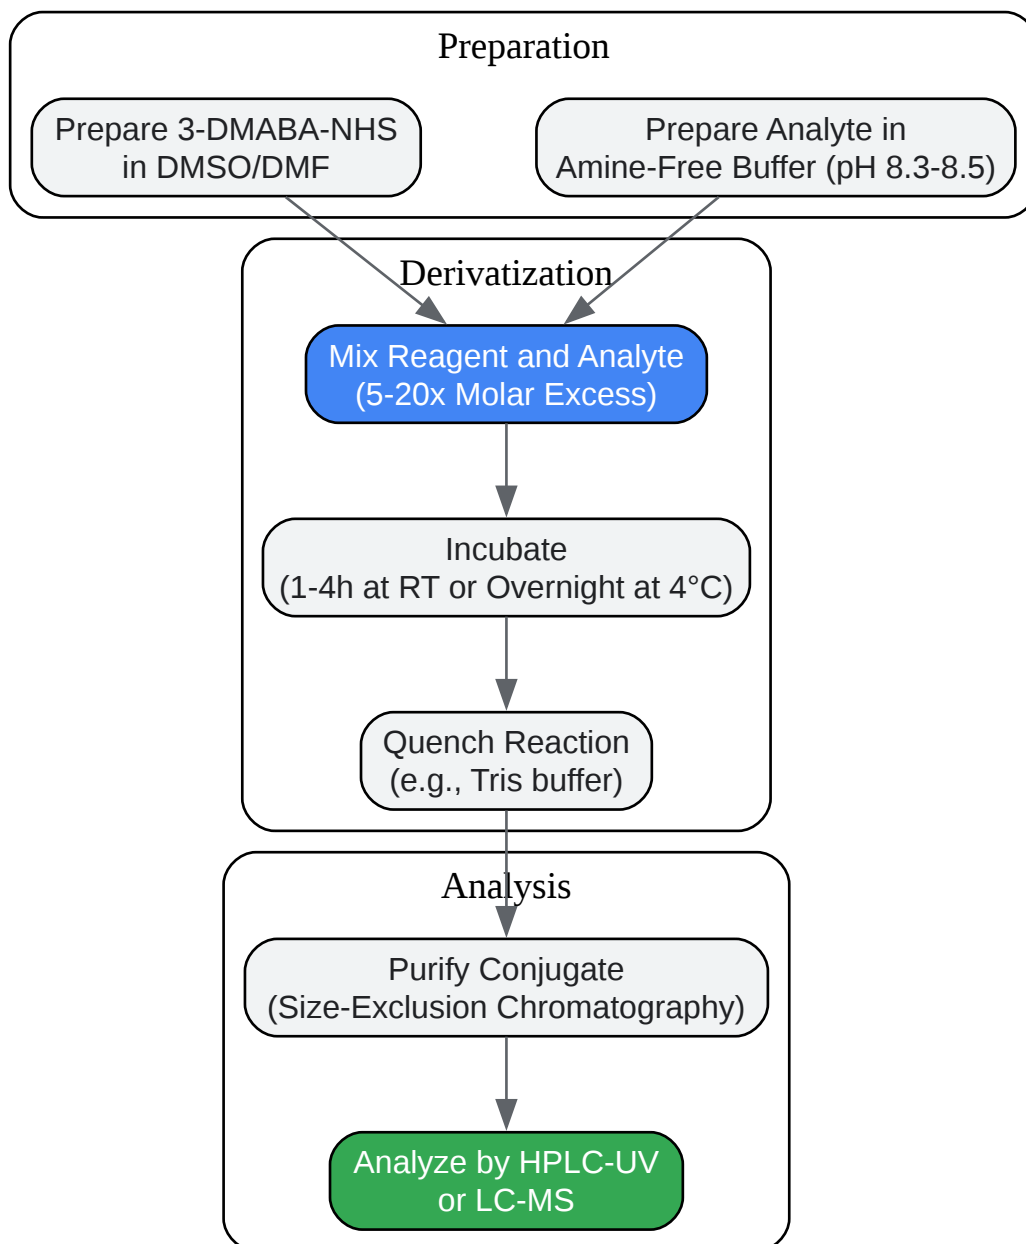 Preparation
Prepare 3-DMABA-NHS
in DMSO/DMF
Prepare Analyte in
Amine-Free Buffer (pH 8.3-8.5)
Derivatization
Mix Reagent and Analyte
(5-20x Molar Excess)
Incubate
(1-4h at RT or Overnight at 4°C)
Quench Reaction
(e.g., Tris buffer)
Analysis
Purify Conjugate
(Size-Exclusion Chromatography)
Analyze by HPLC-UV
or LC-MS